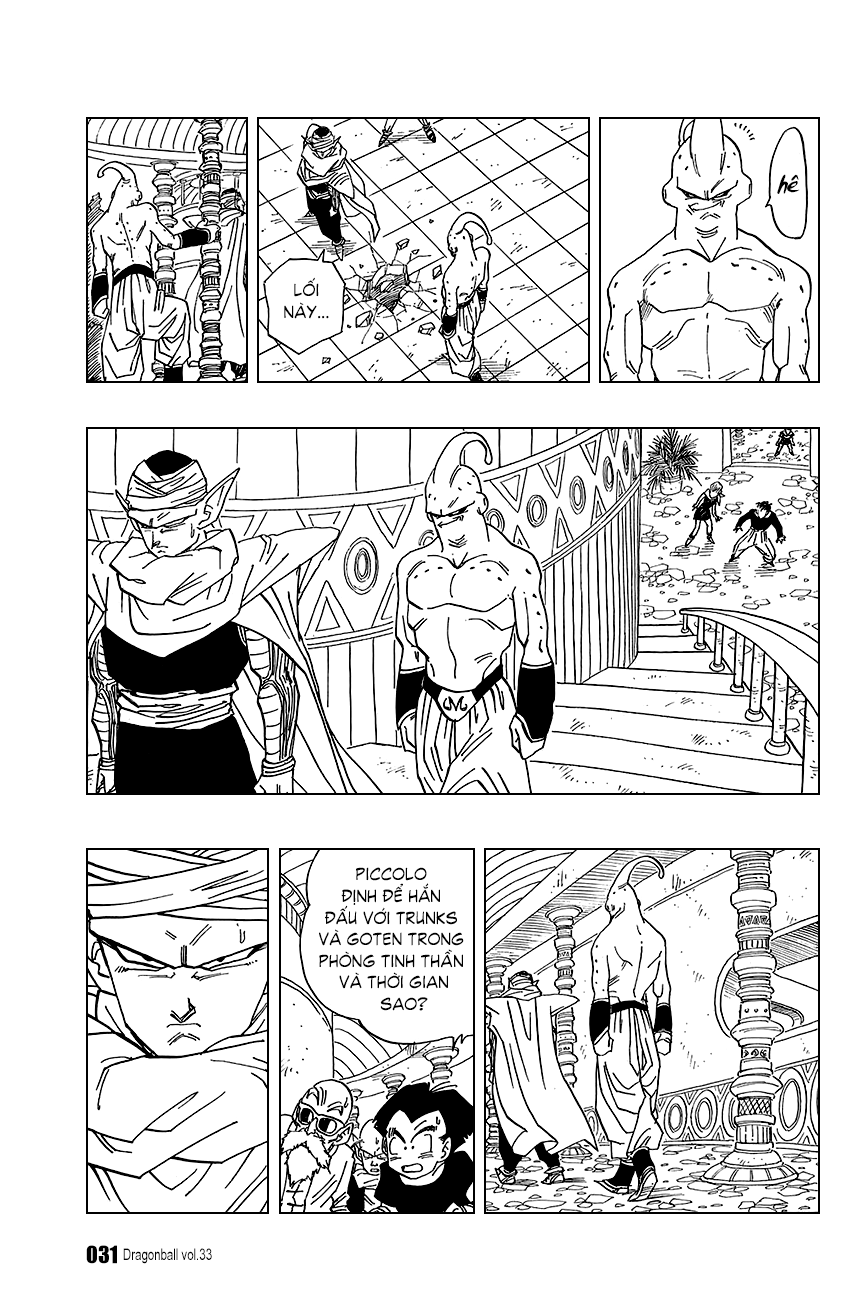 hê
LỐI
NÀY...
PICCOLO
ĐỊNH ĐỂ HẮN
ĐẤU VỚI TRUNKS
VÀ GOTEN TRONG
PHÒNG TINH THẦN
VÀ THỜI GIAN
SAO?
031 Dragonball vol.33